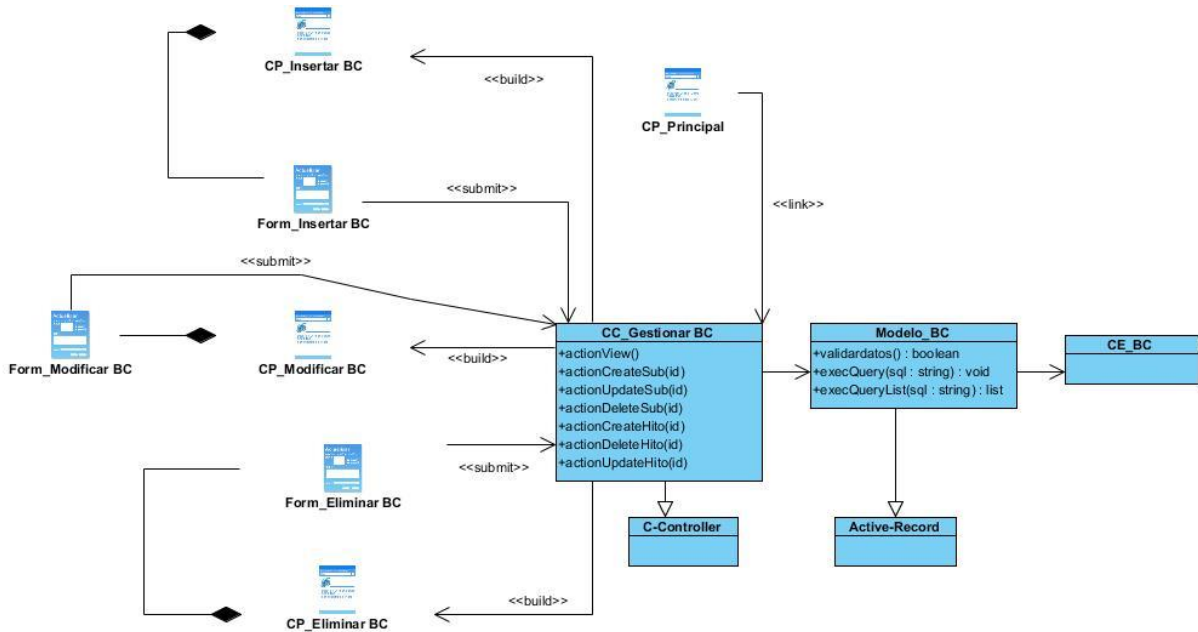 CP_Insertar BC
<<build>>
CP_Principal
<<submit>>
<<link>>
Form_Insertar BC
<<submit>>
Form_Modificar BC
CP_Modificar BC
<<build>>
CC_Gestionar BC
+actionView()
+actionCreateSub(id)
+actionUpdateSub(id)
+actionDeleteSub(id)
+actionCreateHito(id)
+actionDeleteHito(id)
+actionUpdateHito(id)
Modelo_BC
+validardatos() : boolean
+execQuery(sql : string) : void
+execQueryList(sql : string) : list
CE_BC
<<submit>>
Form_Eliminar BC
C-Controller
Active-Record
<<build>>
CP_Eliminar BC